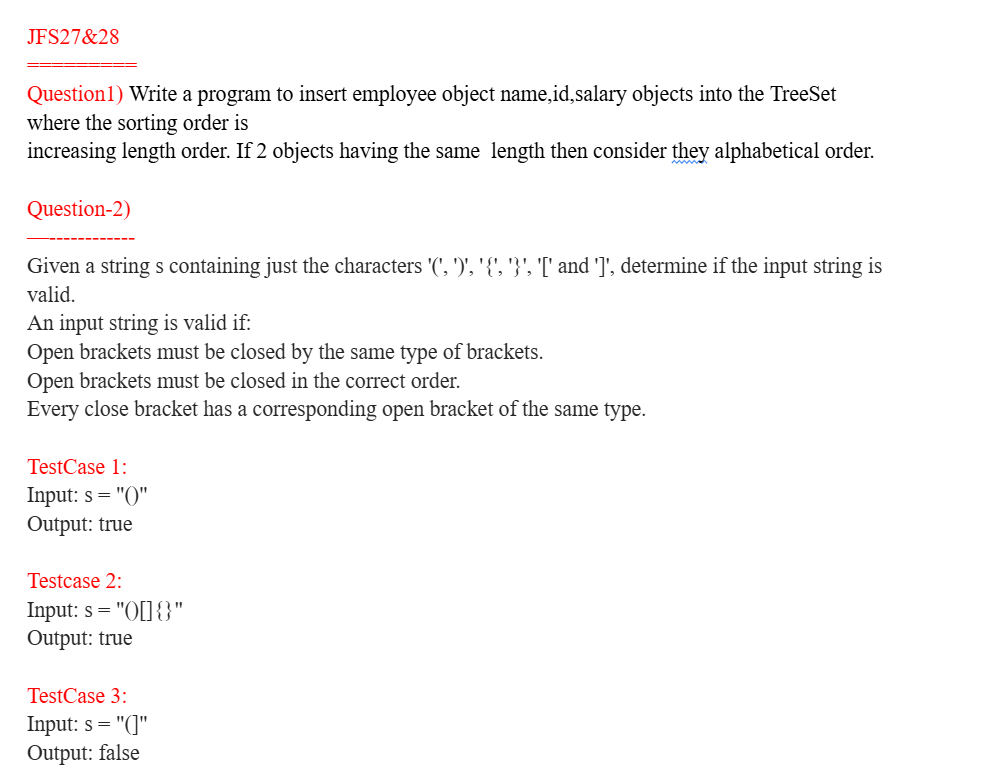 JFS27&28
=========
Question1) Write a program to insert employee object name,id,salary objects into the TreeSet
where the sorting order is
increasing length order. If 2 objects having the same  length then consider they alphabetical order.
Question-2)
—------------
Given a string s containing just the characters '(', ')', '{', '}', '[' and ']', determine if the input string is
valid.
An input string is valid if:
Open brackets must be closed by the same type of brackets.
Open brackets must be closed in the correct order.
Every close bracket has a corresponding open bracket of the same type.
TestCase 1:
Input: s = "()"
Output: true
Testcase 2:
Input: s = "()[]{}"
Output: true
TestCase 3:
Input: s = "(]"
Output: false